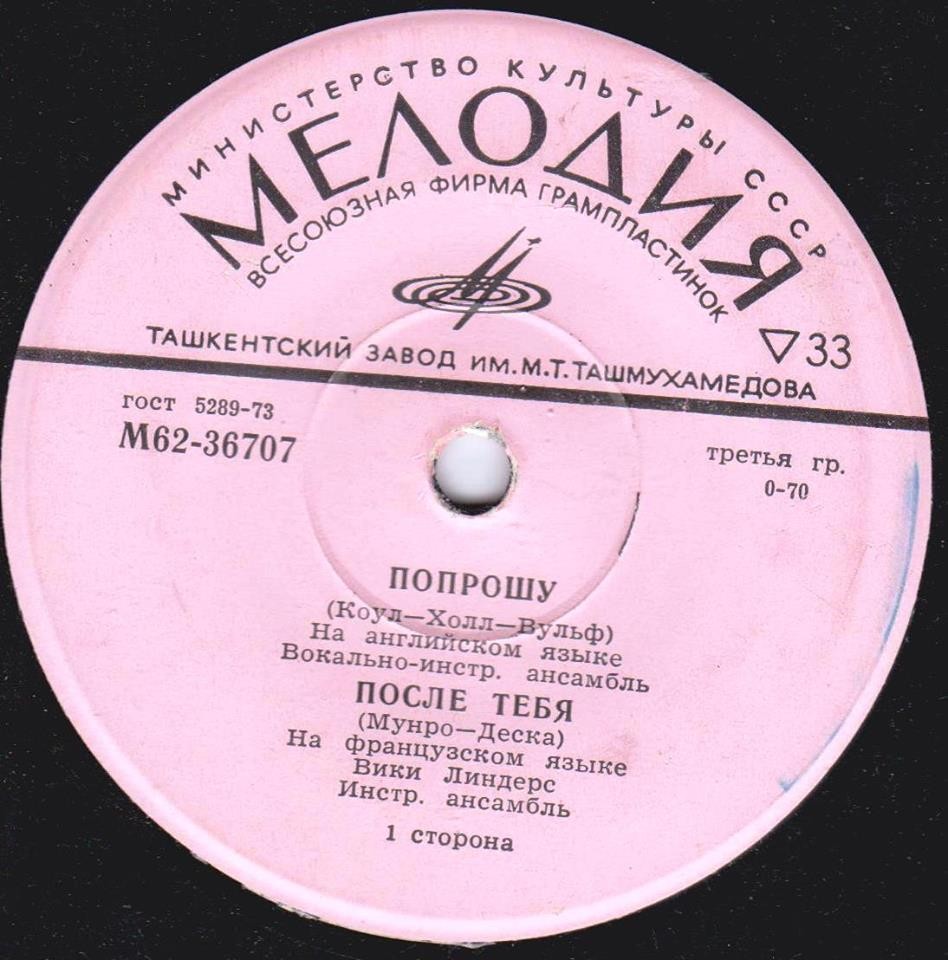 МИНИСТЕРСТВО КУЛЬТУРЫ СССР
МЕЛОДИЯ
ВСЕСОЮЗНАЯ ФИРМА ГРАМПЛАСТИНОК
▽33
ТАШКЕНТСКИЙ ЗАВОД ИМ. М. Т. ТАШМУХАМЕДОВА
гост 5289-73
М62-36707
третья гр.
0-70
ПОПРОШУ
(Коул—Холл—Вульф)
На английском языке
Вокально-инстр. ансамбль
ПОСЛЕ ТЕБЯ
(Мунро—Деска)
На французском языке
Вики Линдерс
Инстр. ансамбль
1 сторона